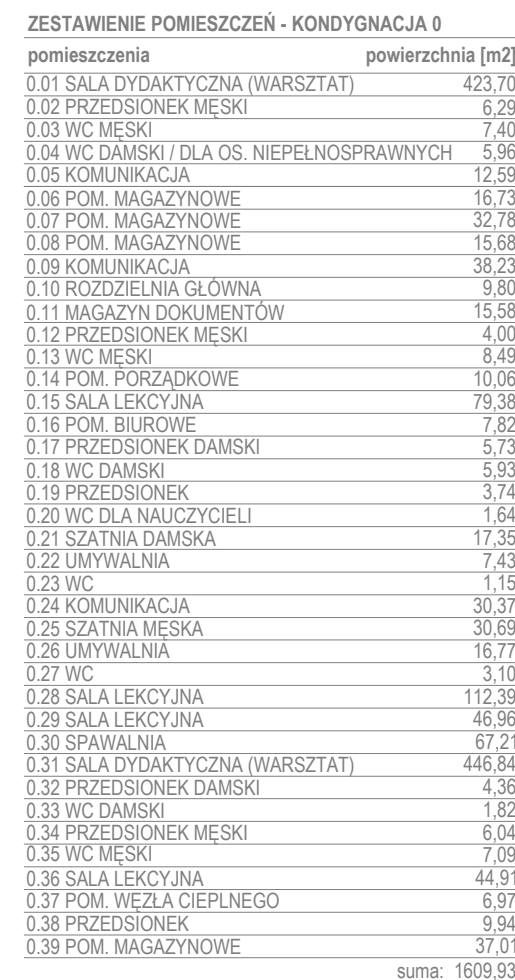 ZESTAWIENIE POMIESZCZEŃ - KONDYGNACJA 0
pomieszczenia powierzchnia [m2]
0.01 SALA DYDAKTYCZNA (WARSZTAT) 423,70
0.02 PRZEDSIONEK MĘSKI 6,29
0.03 WC MĘSKI 7,40
0.04 WC DAMSKI / DLA OS. NIEPEŁNOSPRAWNYCH 5,96
0.05 KOMUNIKACJA 12,59
0.06 POM. MAGAZYNOWE 16,73
0.07 POM. MAGAZYNOWE 32,78
0.08 POM. MAGAZYNOWE 15,68
0.09 KOMUNIKACJA 38,23
0.10 ROZDZIELNIA GŁÓWNA 9,80
0.11 MAGAZYN DOKUMENTÓW 15,58
0.12 PRZEDSIONEK MĘSKI 4,00
0.13 WC MĘSKI 8,49
0.14 POM. PORZĄDKOWE 10,06
0.15 SALA LEKCYJNA 79,38
0.16 POM. BIUROWE 7,82
0.17 PRZEDSIONEK DAMSKI 5,73
0.18 WC DAMSKI 5,93
0.19 PRZEDSIONEK 3,74
0.20 WC DLA NAUCZYCIELI 1,64
0.21 SZATNIA DAMSKA 17,35
0.22 UMYWALNIA 7,43
0.23 WC 1,15
0.24 KOMUNIKACJA 30,37
0.25 SZATNIA MĘSKA 30,69
0.26 UMYWALNIA 16,77
0.27 WC 3,10
0.28 SALA LEKCYJNA 112,39
0.29 SALA LEKCYJNA 46,96
0.30 SPAWALNIA 67,21
0.31 SALA DYDAKTYCZNA (WARSZTAT) 446,84
0.32 PRZEDSIONEK DAMSKI 4,36
0.33 WC DAMSKI 1,82
0.34 PRZEDSIONEK MĘSKI 6,04
0.35 WC MĘSKI 7,09
0.36 SALA LEKCYJNA 44,91
0.37 POM. WĘZŁA CIEPLNEGO 6,97
0.38 PRZEDSIONEK 9,94
0.39 POM. MAGAZYNOWE 37,01
suma: 1609,93